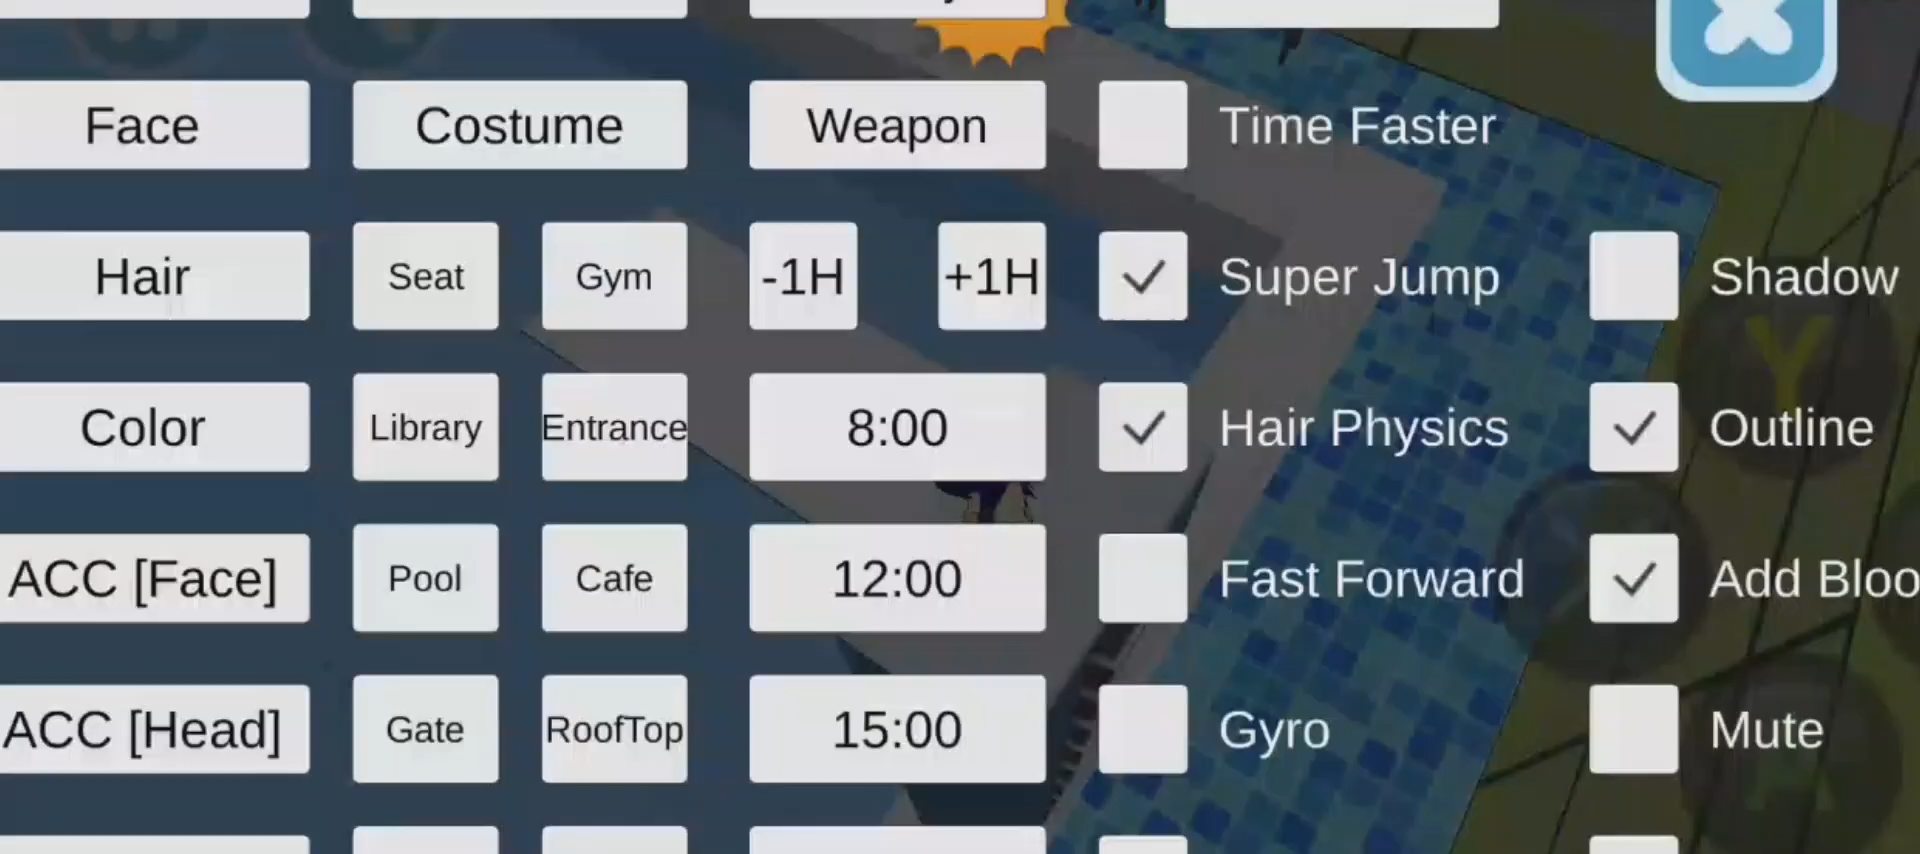 Face Costume Weapon Time Faster
Hair Seat Gym -1H +1H Super Jump Shadow
Color Library Entrance 8:00 Hair Physics Outline
ACC [Face] Pool Cafe 12:00 Fast Forward Add Bloo
ACC [Head] Gate RoofTop 15:00 Gyro Mute
Y